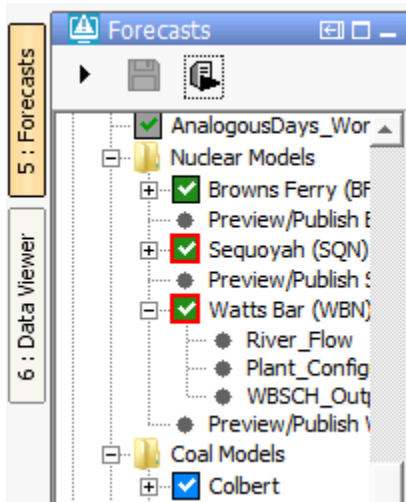 Forecasts
5 : Forecasts
6 : Data Viewer
AnalogousDays_Wor
Nuclear Models
Browns Ferry (BF
Preview/Publish B
Sequoyah (SQN)
Preview/Publish S
Watts Bar (WBN)
River_Flow
Plant_Config
WBSCH_Outp
Preview/Publish W
Coal Models
Colbert